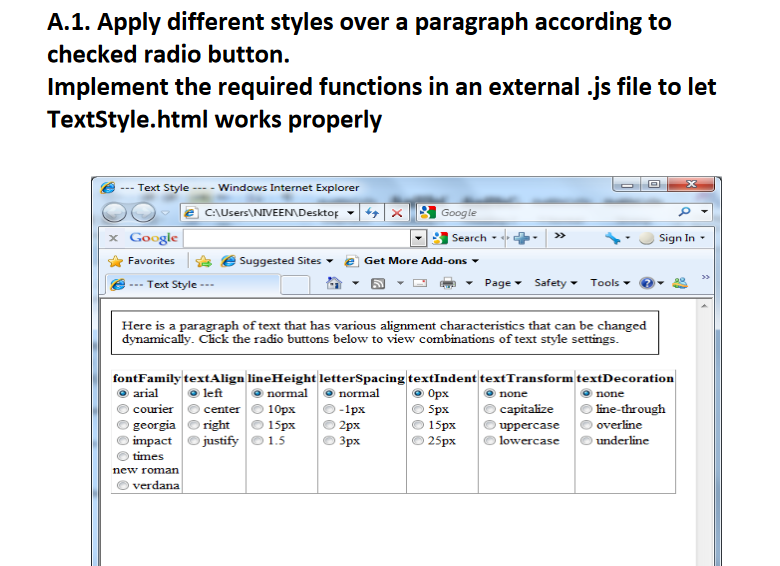 A.1. Apply different styles over a paragraph according to
checked radio button.
Implement the required functions in an external .js file to let
TextStyle.html works properly
--- Text Style --- - Windows Internet Explorer
C:\Users\NIVEEN\Desktop Google
x Google Search Sign In
Favorites Suggested Sites Get More Add-ons
--- Text Style --- Page Safety Tools
Here is a paragraph of text that has various alignment characteristics that can be changed
dynamically. Click the radio buttons below to view combinations of text style settings.
fontFamily textAlign lineHeight letterSpacing textIndent textTransform textDecoration
arial left normal normal 0px none none
courier center 10px -1px 5px capitalize line-through
georgia right 15px 2px 15px uppercase overline
impact justify 1.5 3px 25px lowercase underline
times
new roman
verdana